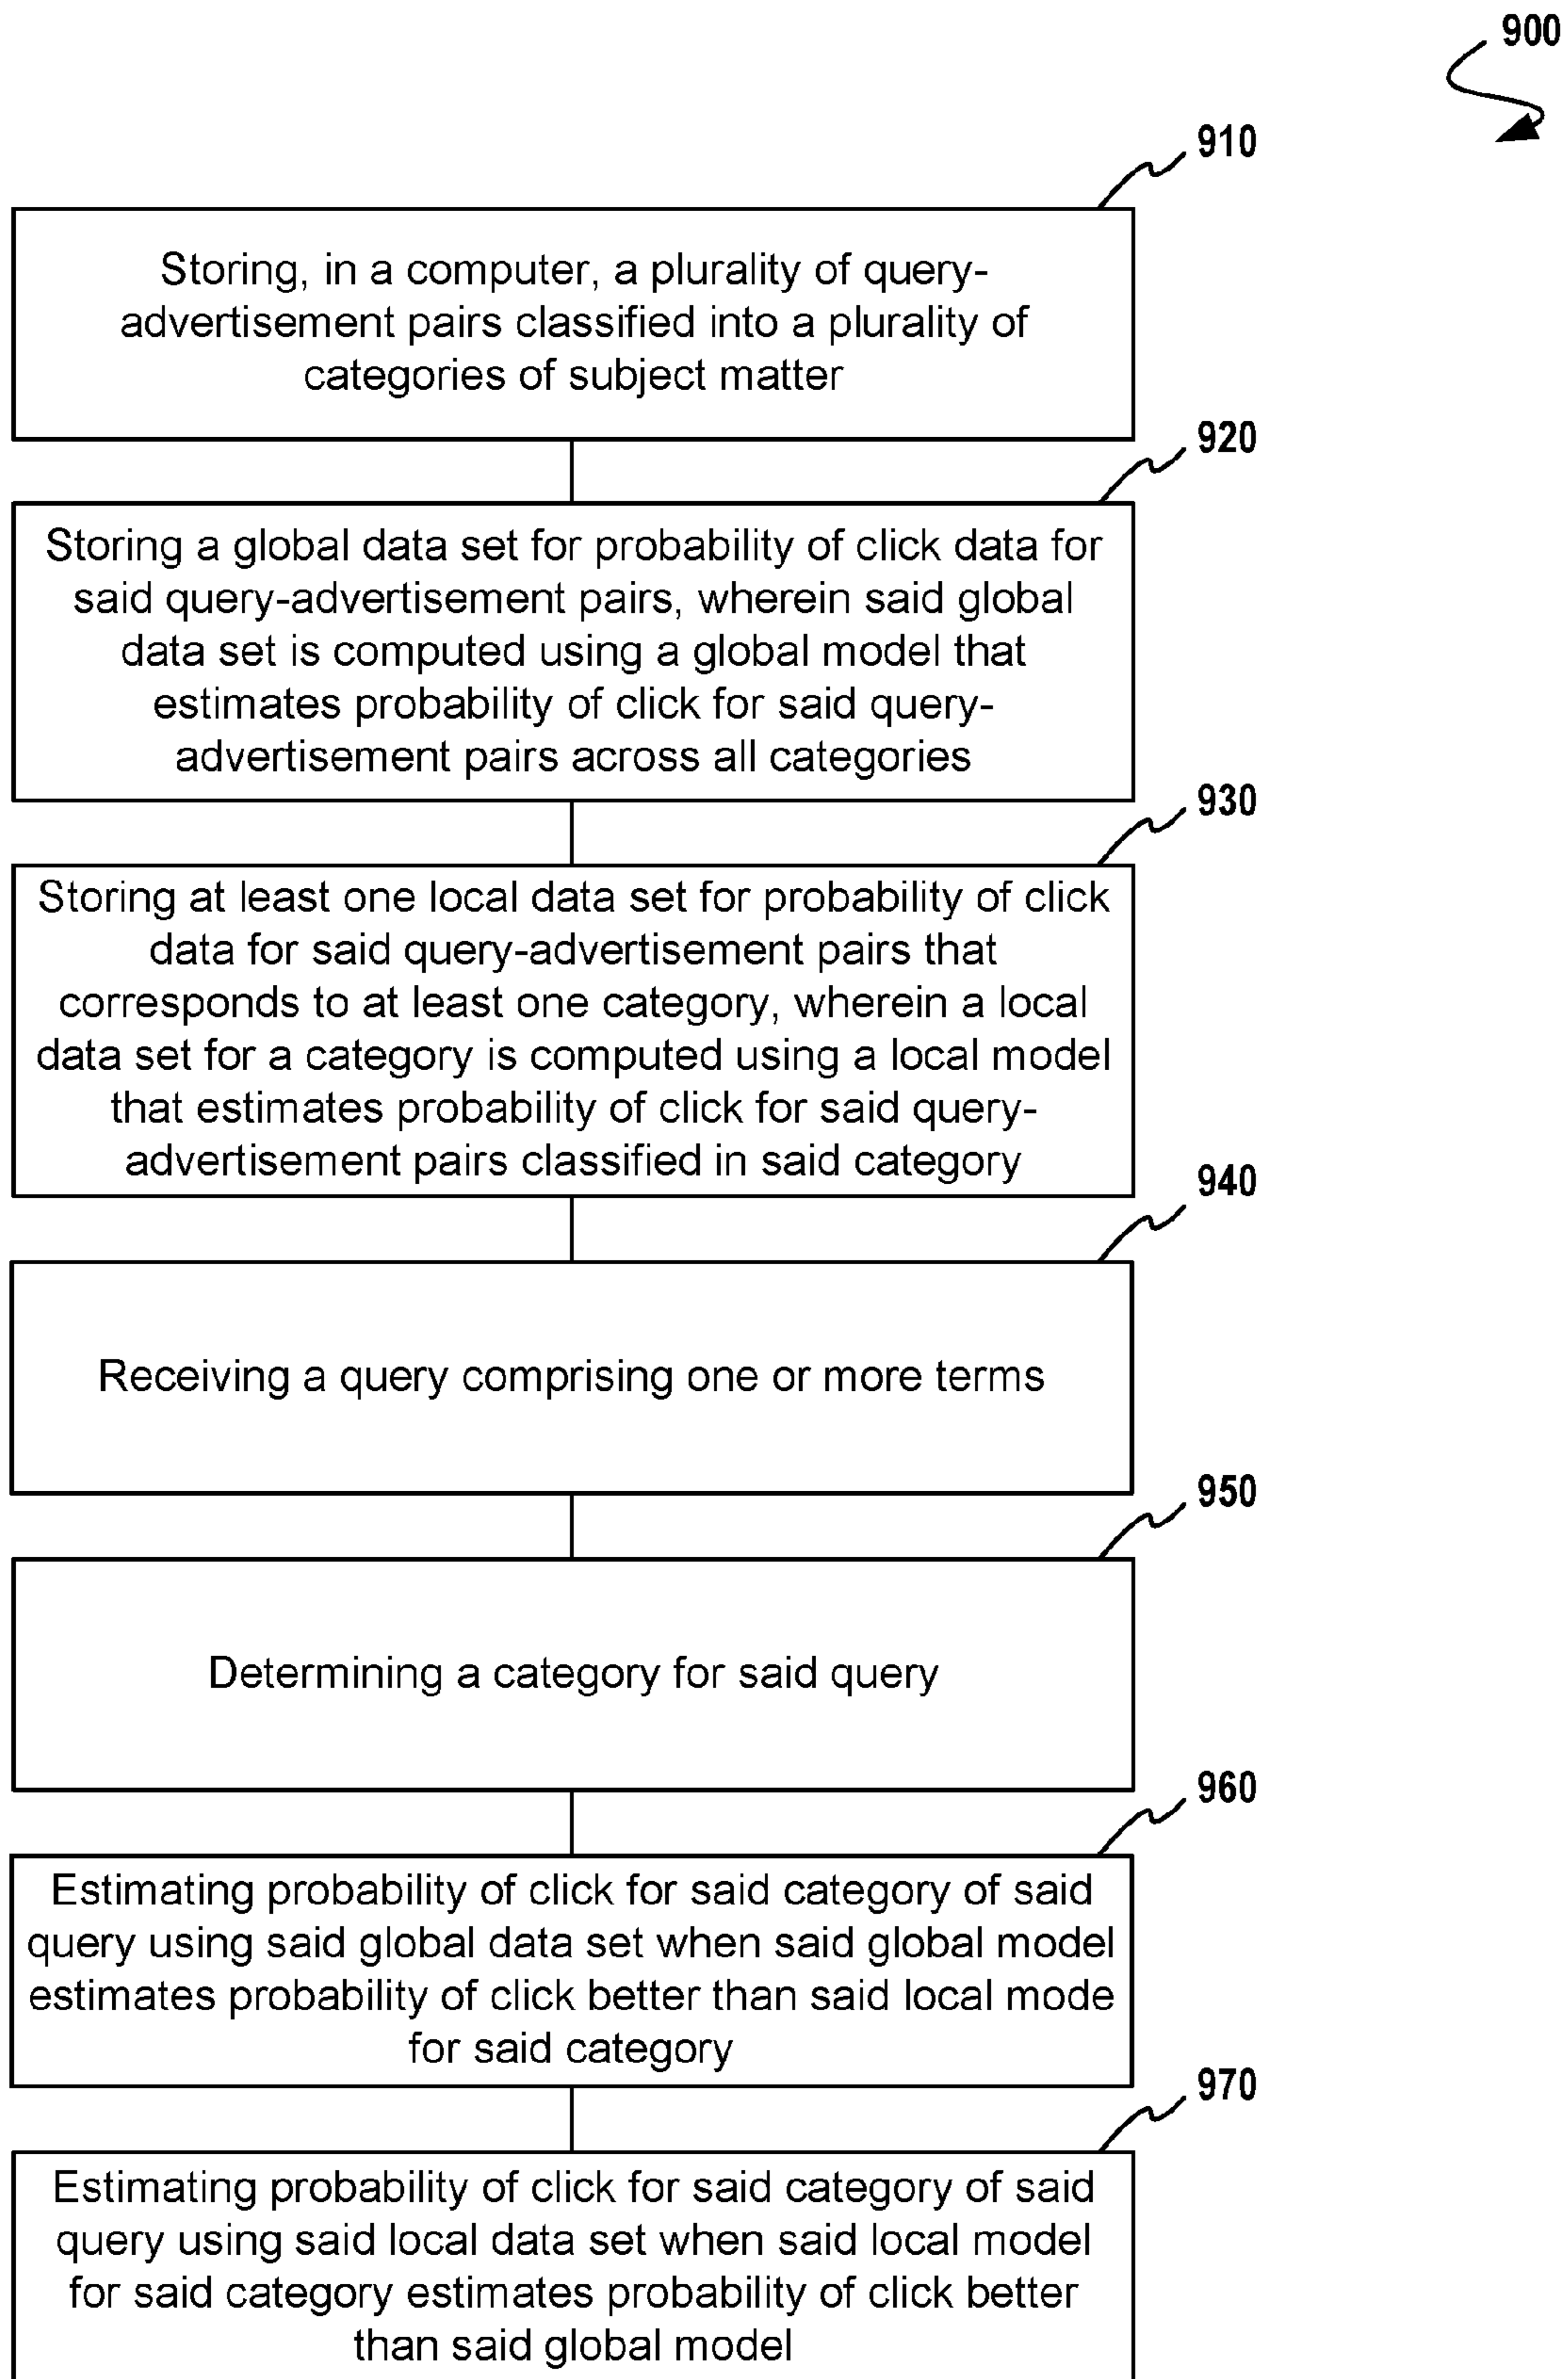 900
910
Storing, in a computer, a plurality of query-
advertisement pairs classified into a plurality of
categories of subject matter
920
Storing a global data set for probability of click data for
said query-advertisement pairs, wherein said global
data set is computed using a global model that
estimates probability of click for said query-
advertisement pairs across all categories
930
Storing at least one local data set for probability of click
data for said query-advertisement pairs that
corresponds to at least one category, wherein a local
data set for a category is computed using a local model
that estimates probability of click for said query-
advertisement pairs classified in said category
940
Receiving a query comprising one or more terms
950
Determining a category for said query
960
Estimating probability of click for said category of said
query using said global data set when said global model
estimates probability of click better than said local mode
for said category
970
Estimating probability of click for said category of said
query using said local data set when said local model
for said category estimates probability of click better
than said global model